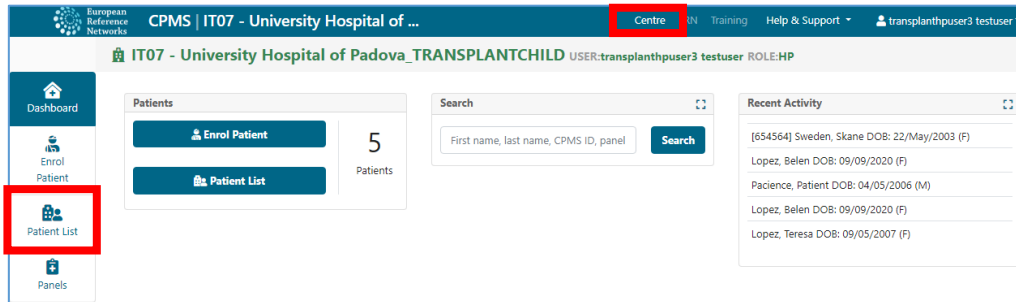 European
Reference
Networks
CPMS | IT07 - University Hospital of ...
Centre
RN
Training
Help & Support
transplanthpuser3 testuser
IT07 - University Hospital of Padova_TRANSPLANTCHILD USER:transplanthpuser3 testuser ROLE:HP
Dashboard
Enrol
Patient
Patient List
Panels
Patients
Enrol Patient
Patient List
5
Patients
Search
First name, last name, CPMS ID, panel
Search
Recent Activity
[654564] Sweden, Skane DOB: 22/May/2003 (F)
Lopez, Belen DOB: 09/09/2020 (F)
Pacience, Patient DOB: 04/05/2006 (M)
Lopez, Belen DOB: 09/09/2020 (F)
Lopez, Teresa DOB: 09/05/2007 (F)